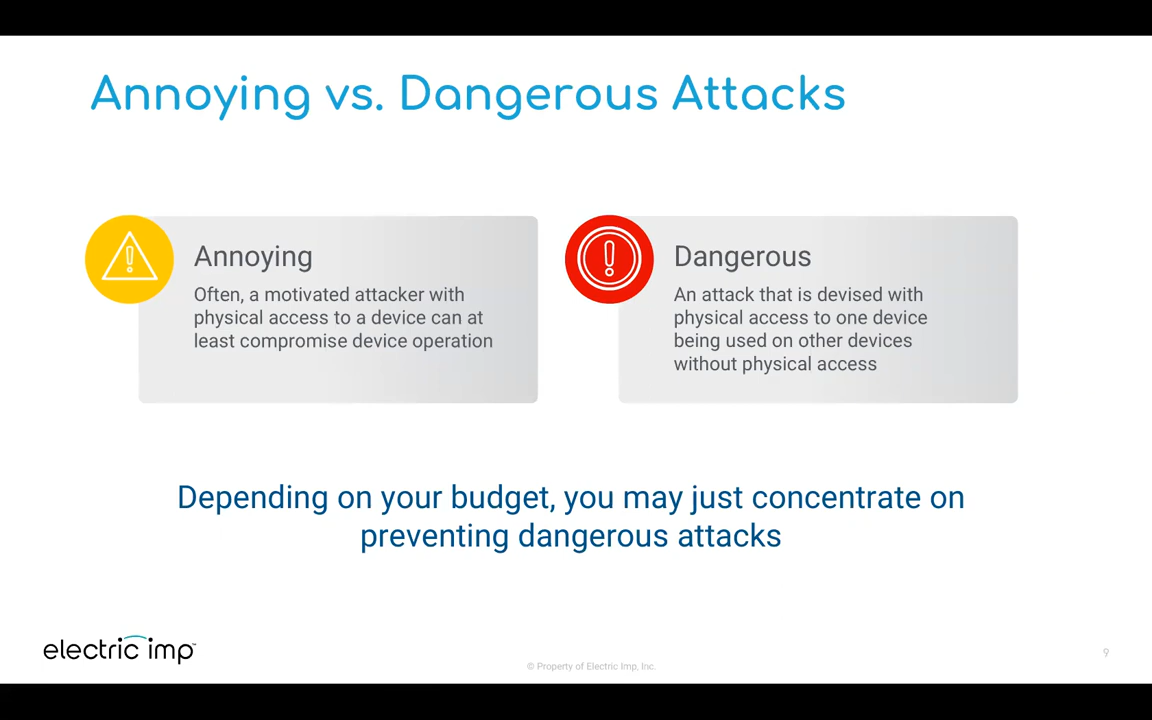 Annoying vs. Dangerous Attacks
Annoying
Often, a motivated attacker with
physical access to a device can at
least compromise device operation
Dangerous
An attack that is devised with
physical access to one device
being used on other devices
without physical access
Depending on your budget, you may just concentrate on
preventing dangerous attacks
electric imp™
© Property of Electric Imp, Inc.
9